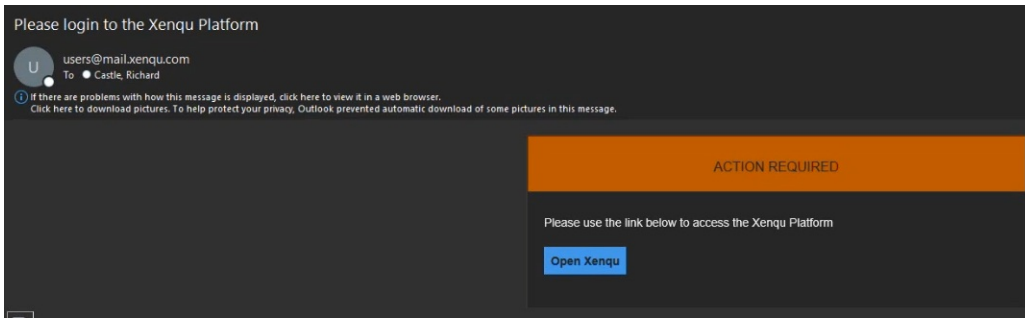 Please login to the Xenqu Platform
U
users@mail.xenqu.com
To Castle, Richard
If there are problems with how this message is displayed, click here to view it in a web browser.
Click here to download pictures. To help protect your privacy, Outlook prevented automatic download of some pictures in this message.
ACTION REQUIRED
Please use the link below to access the Xenqu Platform
Open Xenqu